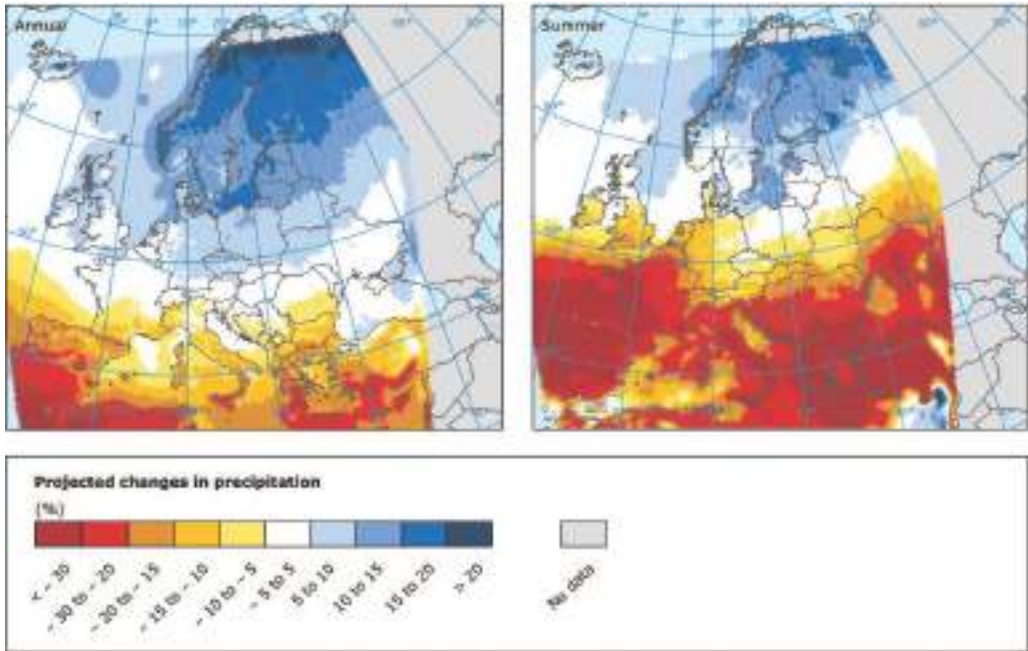 Annual
Summer
Projected changes in precipitation
(%)
< − 30
− 30 to − 20
− 20 to − 15
− 15 to − 10
− 10 to − 5
− 5 to 5
5 to 10
10 to 15
15 to 20
> 20
No data